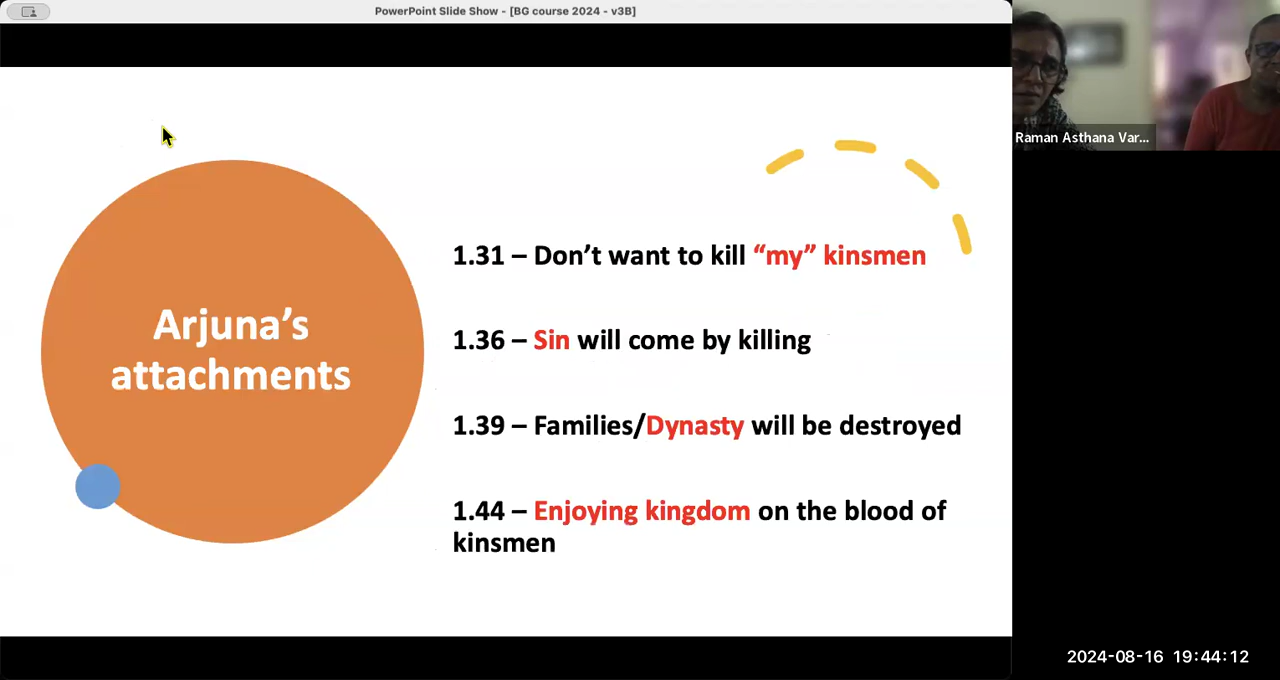 PowerPoint Slide Show - [BG course 2024 - v3B]
Raman Asthana Var...
Arjuna’s
attachments
1.31 – Don’t want to kill “my” kinsmen
1.36 – Sin will come by killing
1.39 – Families/Dynasty will be destroyed
1.44 – Enjoying kingdom on the blood of
kinsmen
2024-08-16 19:44:12